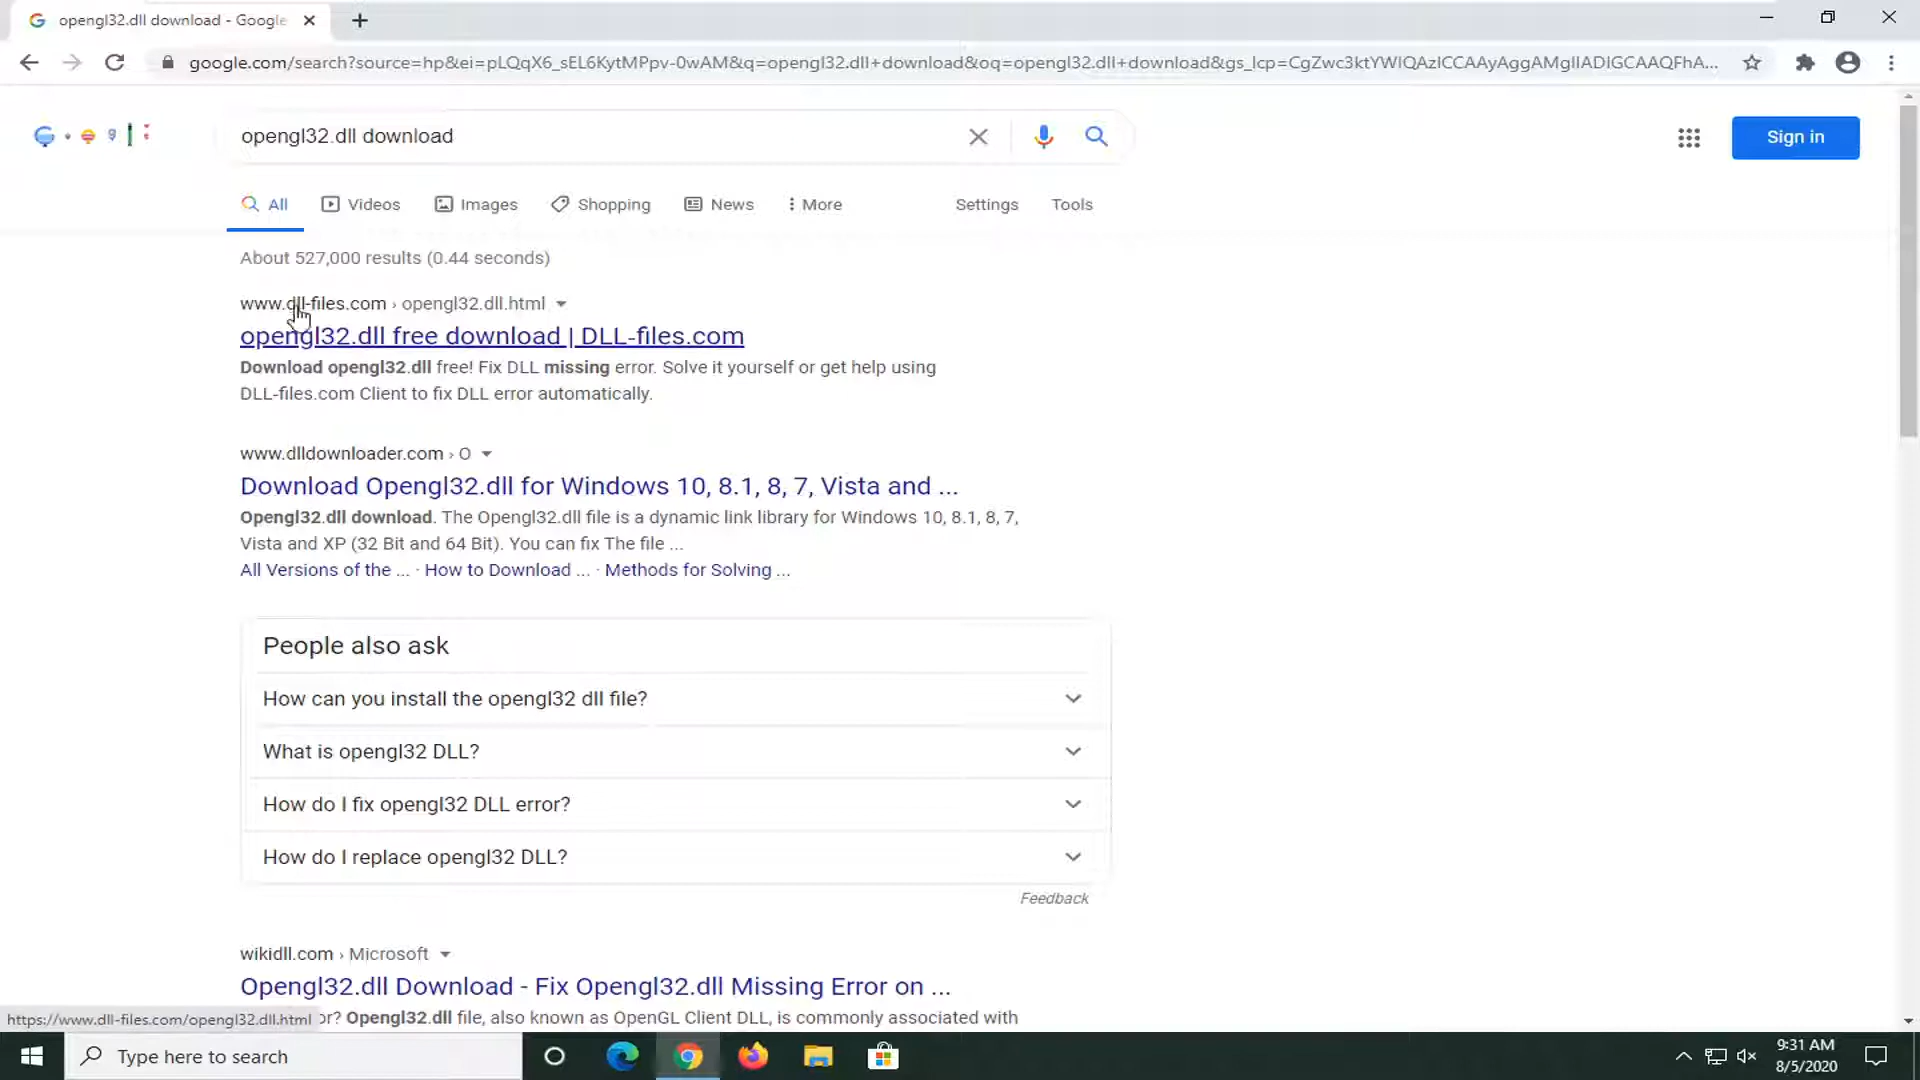 opengl32.dll download - Google
google.com/search?source=hp&ei=pLQqX6_sEL6KytMPpv-0wAM&q=opengl32.dll+download&oq=opengl32.dll+download&gs_lcp=CgZwc3ktYWIQAzICCAAyAggAMgIIADIGCAAQFhA...
opengl32.dll download
Sign in
All Videos Images Shopping News More Settings Tools
About 527,000 results (0.44 seconds)
www.dll-files.com › opengl32.dll.html
opengl32.dll free download | DLL-files.com
Download opengl32.dll free! Fix DLL missing error. Solve it yourself or get help using
DLL-files.com Client to fix DLL error automatically.
www.dlldownloader.com › O
Download Opengl32.dll for Windows 10, 8.1, 8, 7, Vista and ...
Opengl32.dll download. The Opengl32.dll file is a dynamic link library for Windows 10, 8.1, 8, 7,
Vista and XP (32 Bit and 64 Bit). You can fix The file ...
All Versions of the ... · How to Download ... · Methods for Solving ...
People also ask
How can you install the opengl32 dll file?
What is opengl32 DLL?
How do I fix opengl32 DLL error?
How do I replace opengl32 DLL?
Feedback
wikidll.com › Microsoft
Opengl32.dll Download - Fix Opengl32.dll Missing Error on ...
https://www.dll-files.com/opengl32.dll.html or? Opengl32.dll file, also known as OpenGL Client DLL, is commonly associated with
Type here to search
9:31 AM
8/5/2020